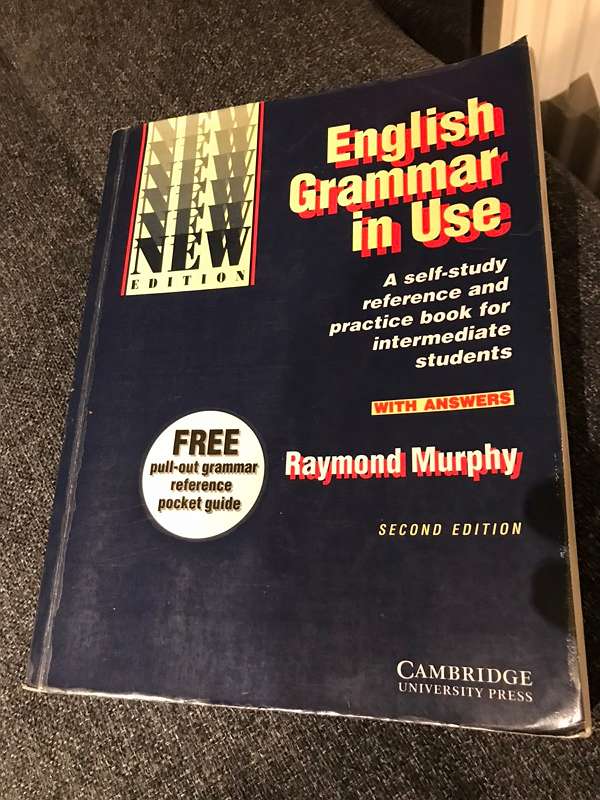 NEW
NEW
NEW
NEW
NEW
NEW
EDITION
English
Grammar
in Use
A self-study
reference and
practice book for
intermediate
students
WITH ANSWERS
FREE
pull-out grammar
reference
pocket guide
Raymond Murphy
SECOND EDITION
CAMBRIDGE
UNIVERSITY PRESS